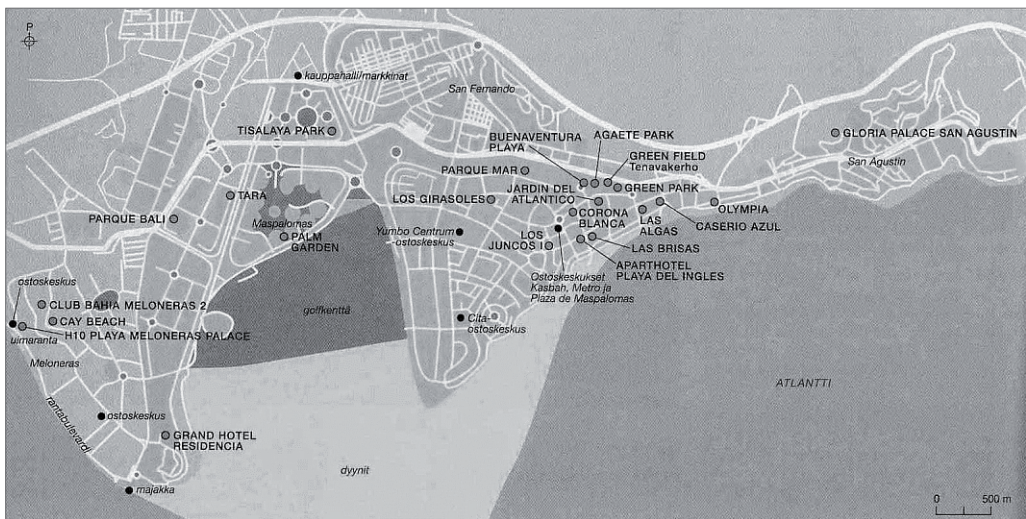 P
kauppahalli/markkinat
San Fernando
TISALAYA PARK
BUENAVENTURA
PLAYA
AGAETE PARK
GREEN FIELD
Tenavakerho
GLORIA PALACE SAN AGUSTIN
San Agustin
PARQUE MAR
GREEN PARK
JARDIN DEL
ATLANTICO
TARA
LOS GIRASOLES
OLYMPIA
CORONA
BLANCA
LAS
ALGAS
CASERIO AZUL
PARQUE BALI
Maspalomas
PALM
GARDEN
Yumbo Centrum
-ostoskeskus
LOS
JUNCOS I
LAS BRISAS
APARTHOTEL
PLAYA DEL INGLES
Ostoskeskukset
Kasbah, Metro ja
Plaza de Maspalomas
ostoskeskus
CLUB BAHIA MELONERAS 2
CAY BEACH
H10 PLAYA MELONERAS PALACE
uimaranta
Meloneras
golfkenttä
Cita-
ostoskeskus
ATLANTTI
rantabulevardi
ostoskeskus
GRAND HOTEL
RESIDENCIA
dyynit
majakka
0 500 m